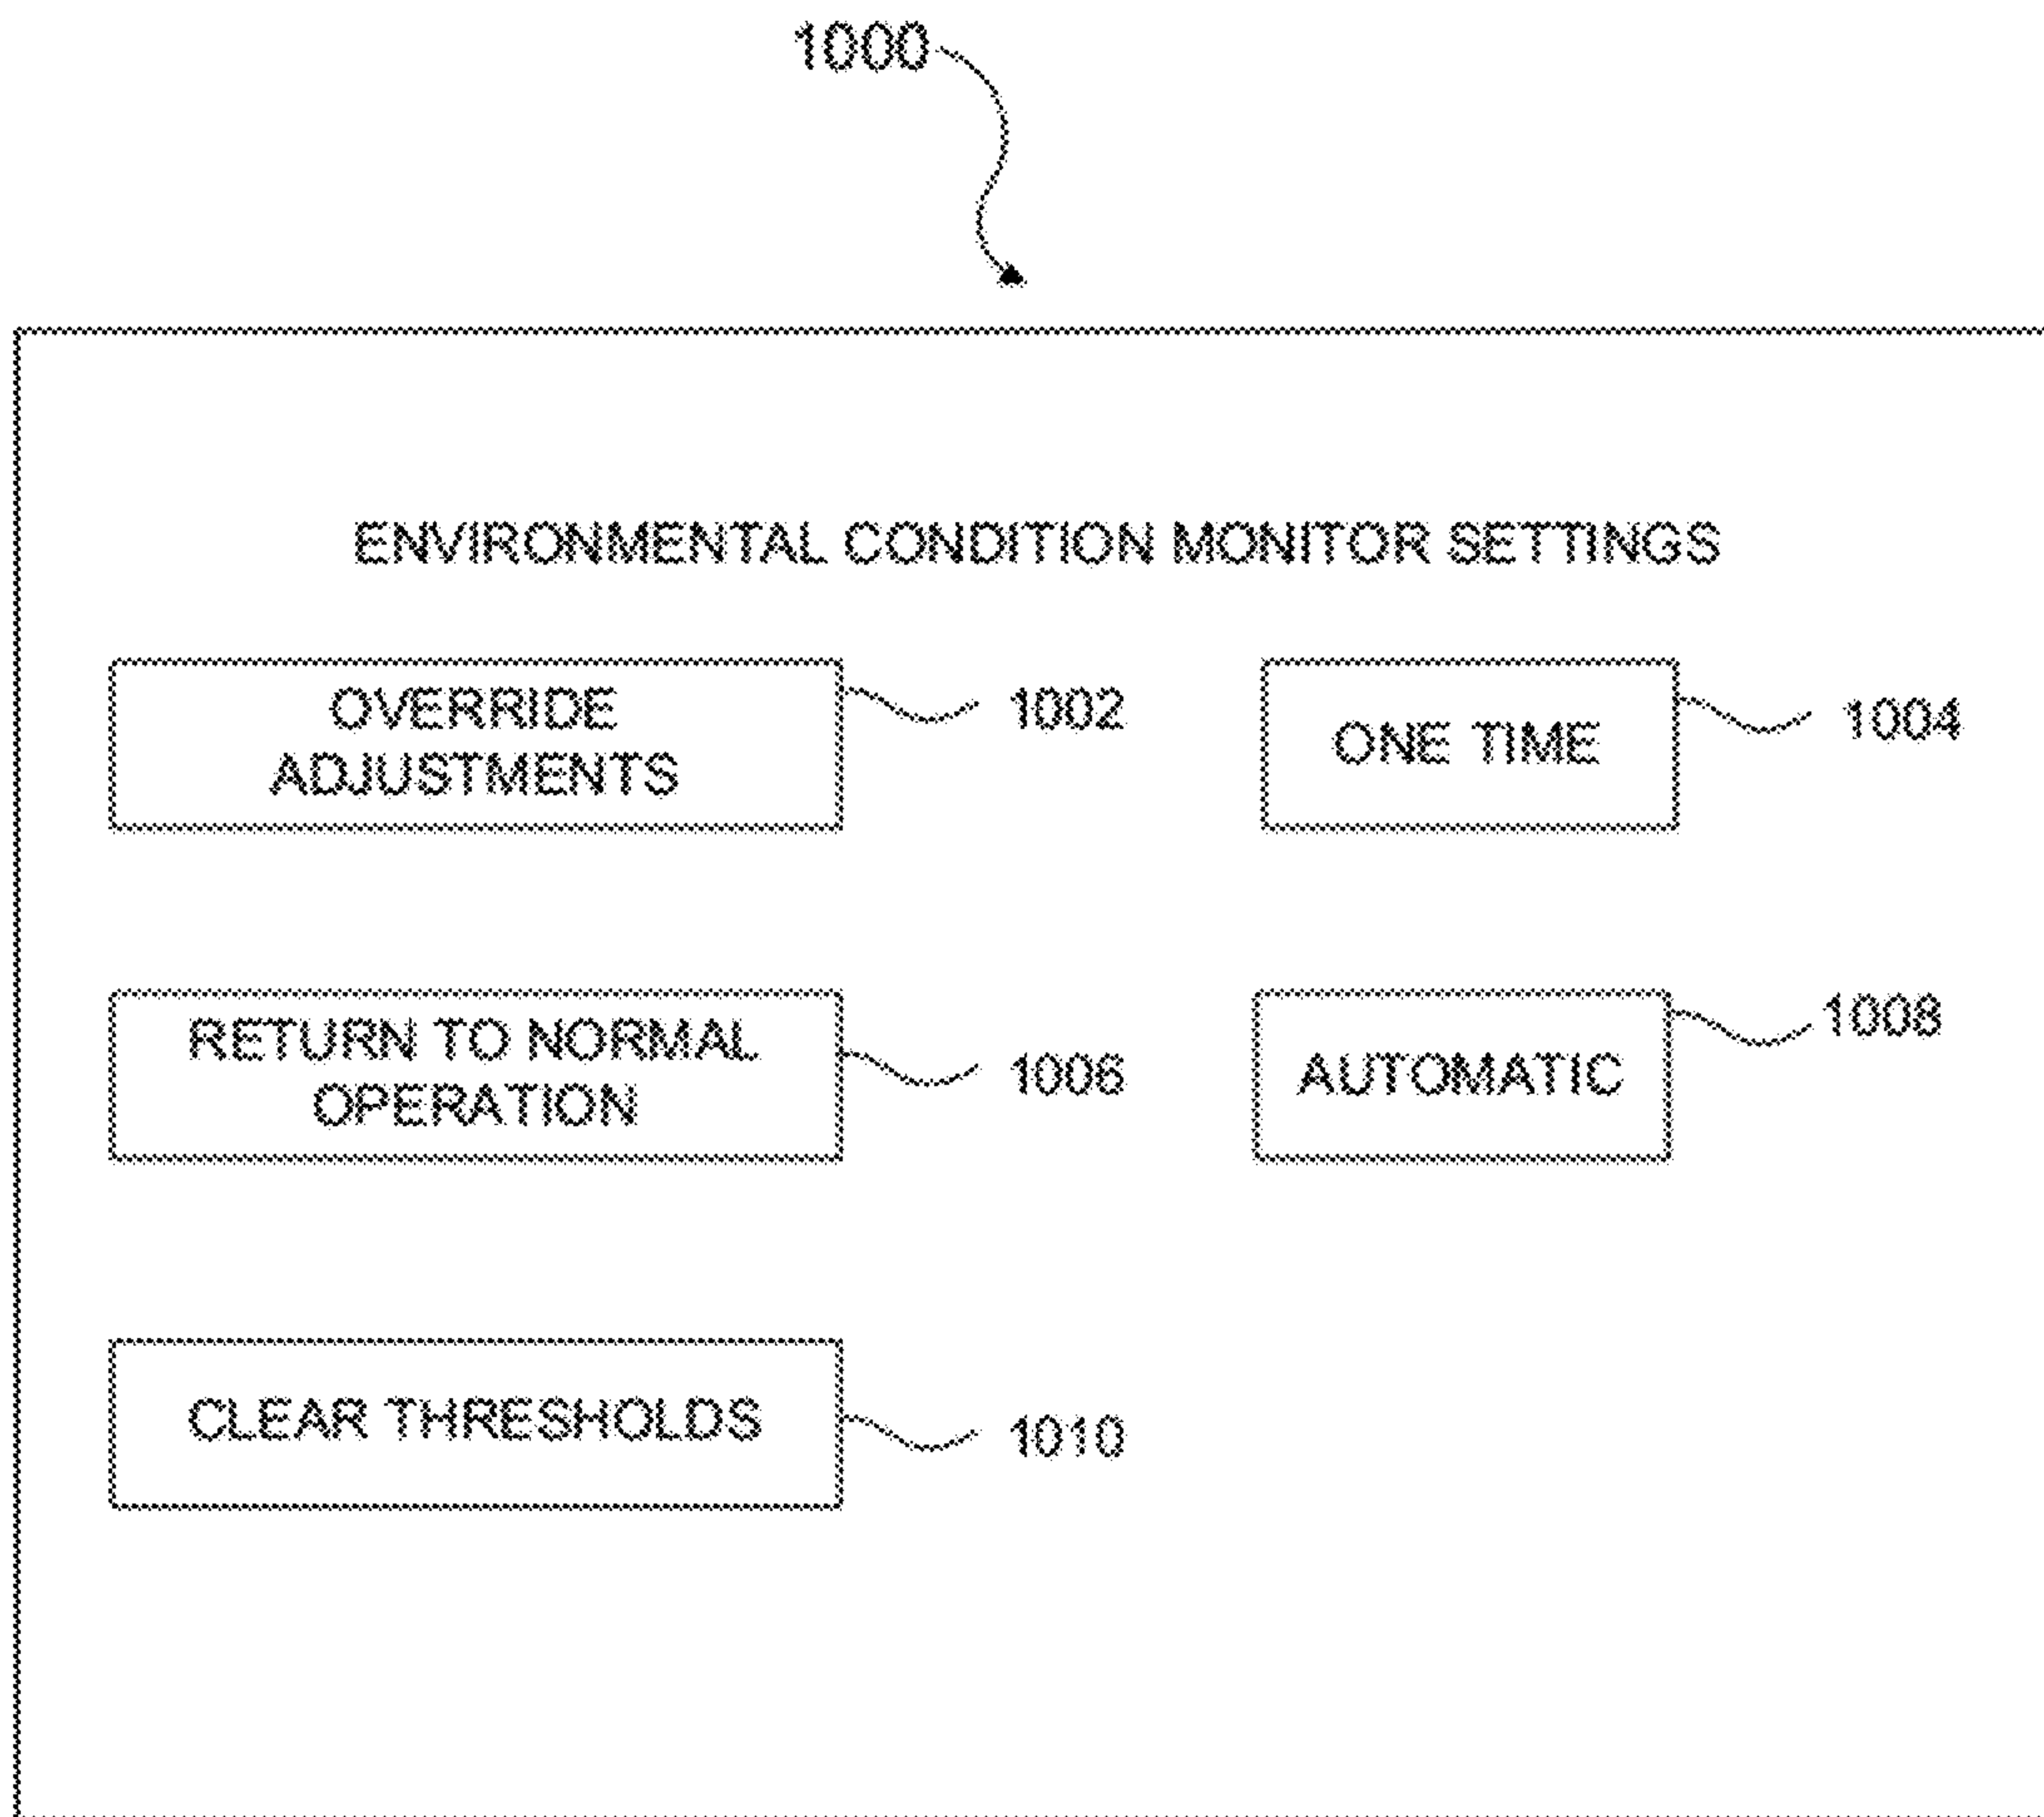 1000
ENVIRONMENTAL CONDITION MONITOR SETTINGS
OVERRIDE
ADJUSTMENTS
1002
ONE TIME
1004
RETURN TO NORMAL
OPERATION
1006
AUTOMATIC
1008
CLEAR THRESHOLDS
1010